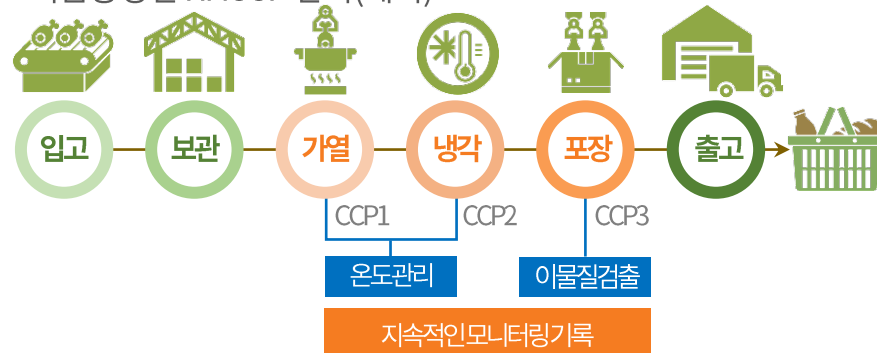 입고
보관
가열
냉각
포장
출고
CCP1
CCP2
CCP3
온도관리
이물질검출
지속적인모니터링기록